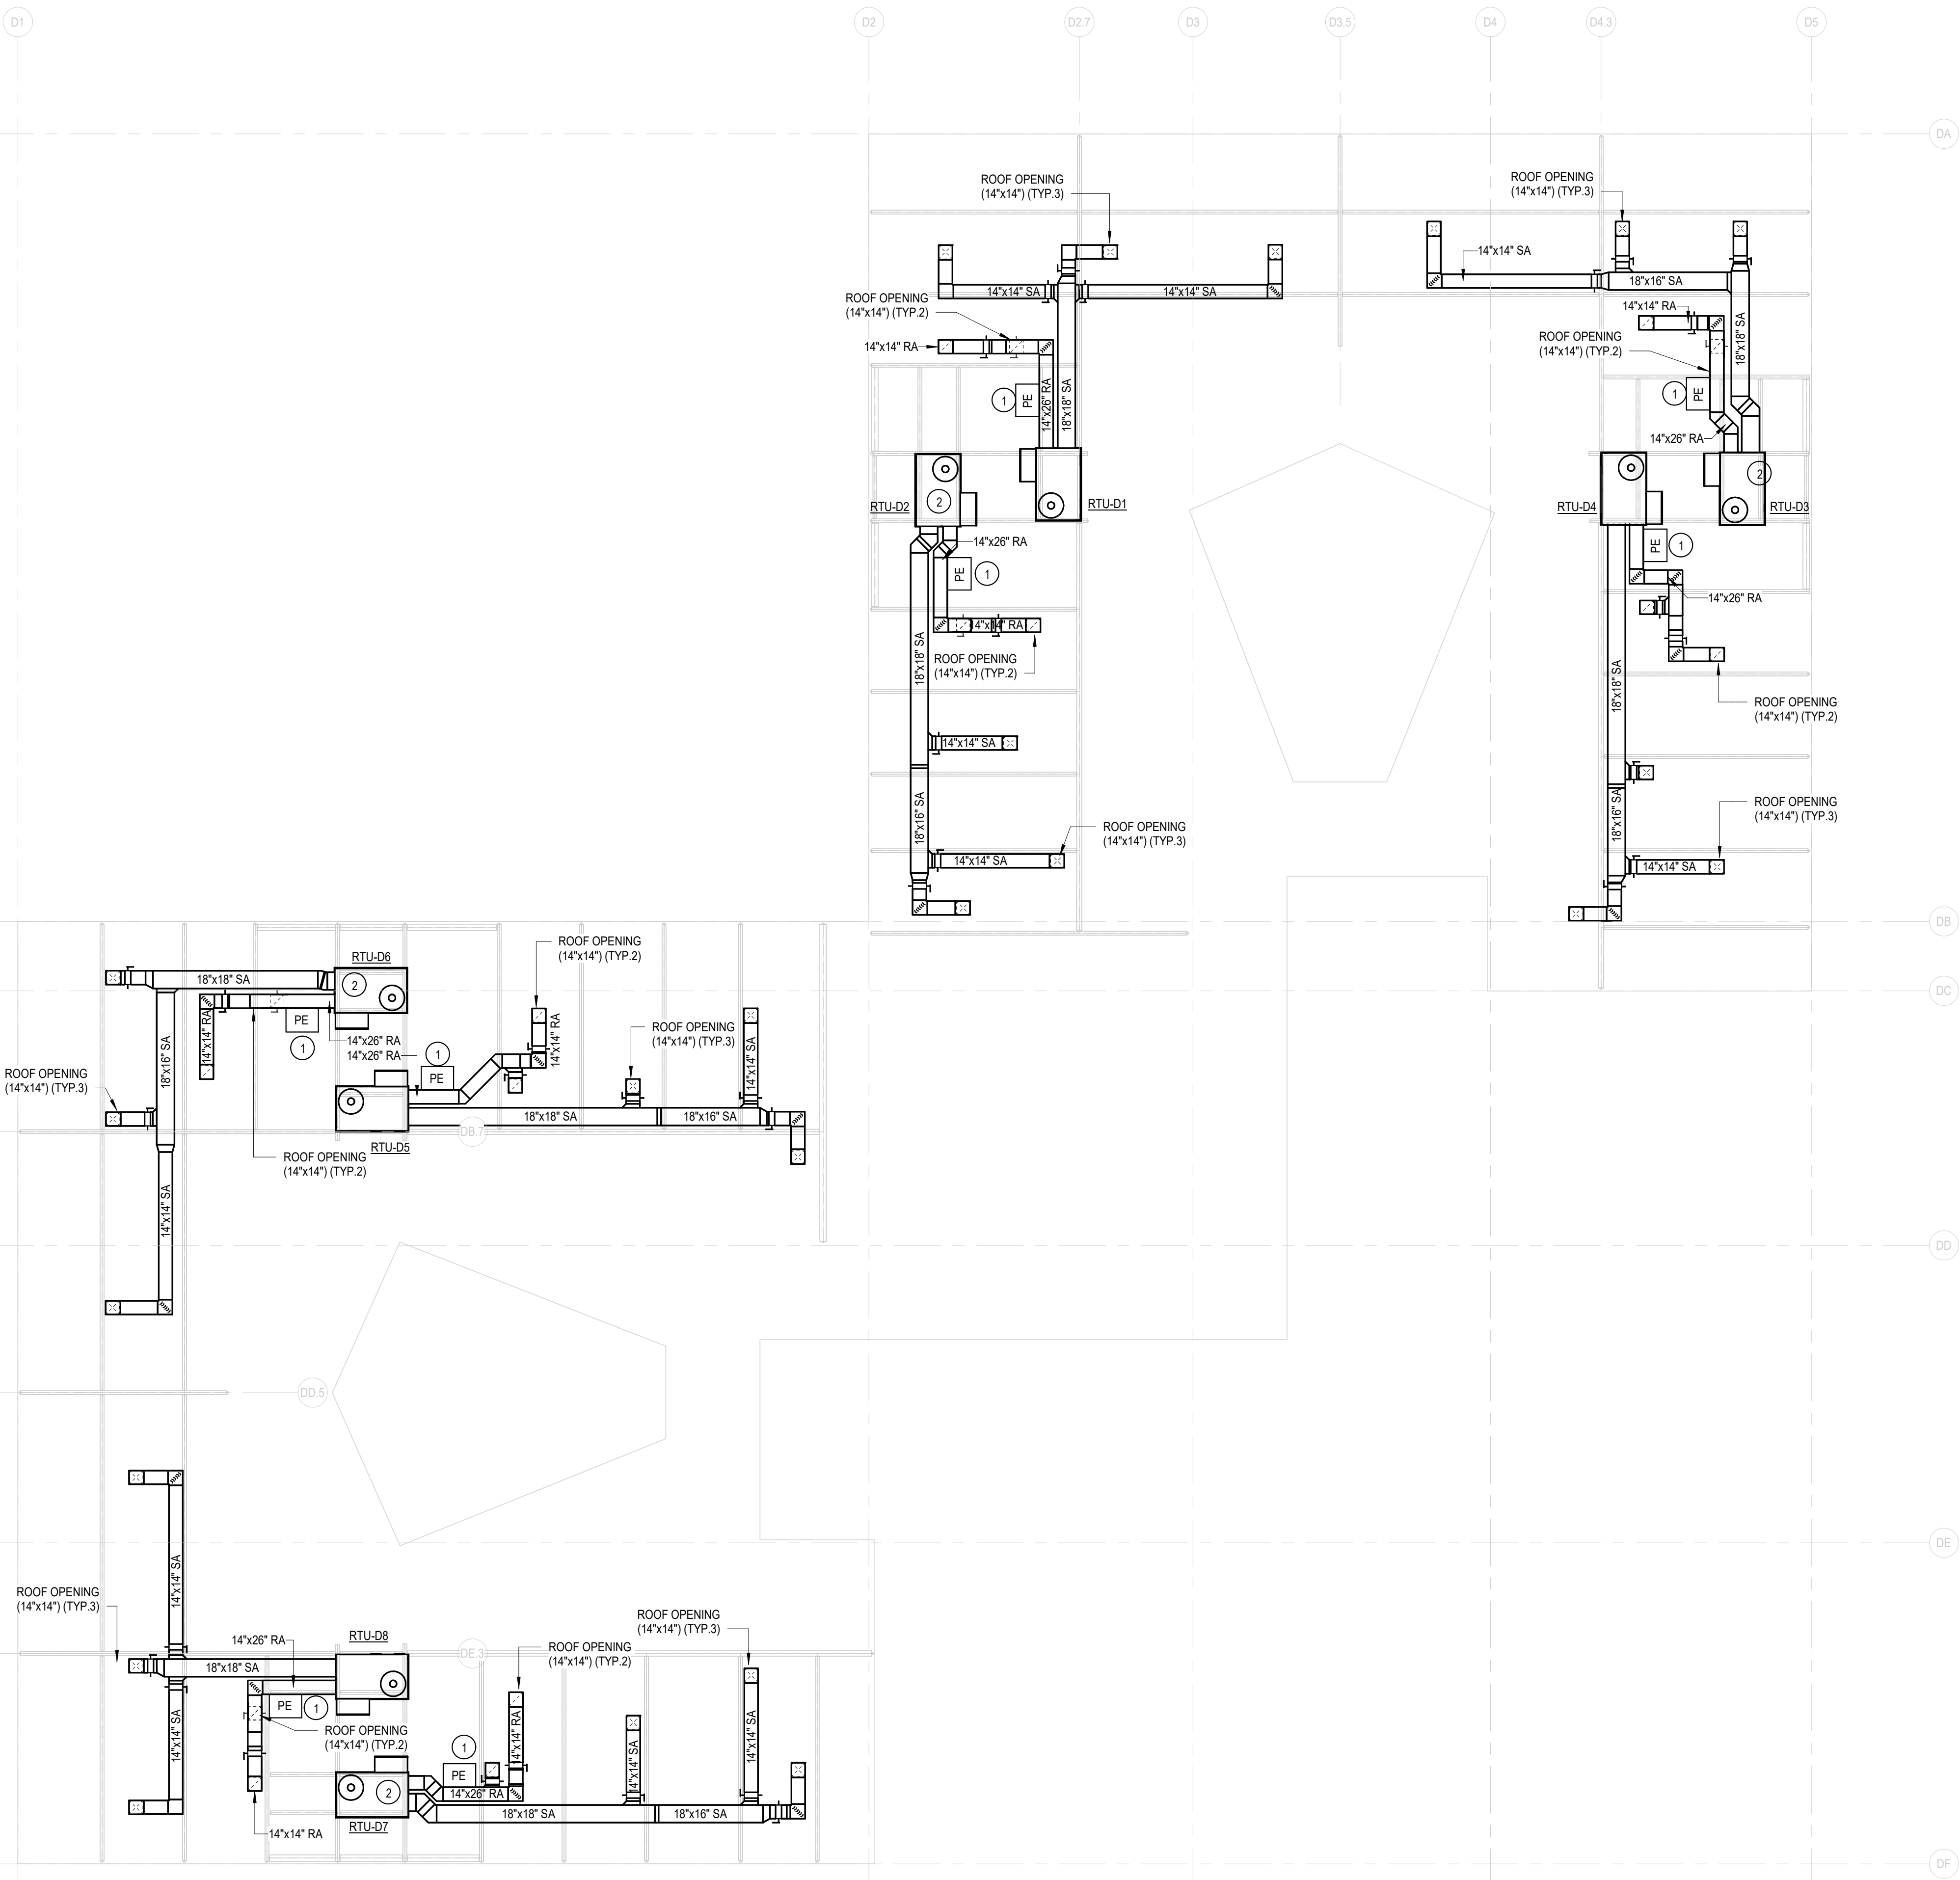 D1
D2
D2.7
D3
D3.5
D4
D4.3
D5
DA
ROOF OPENING
(14"x14") (TYP.3)
ROOF OPENING
(14"x14") (TYP.3)
14"x14" SA
18"x16" SA
14"x14" SA
14"x14" SA
ROOF OPENING
(14"x14") (TYP.2)
14"x14" RA
14"x14" RA
ROOF OPENING
(14"x14") (TYP.2)
18"x18" SA
1
PE
14"x26" RA
18"x18" SA
1
PE
14"x26" RA
2
RTU-D2
2
RTU-D1
RTU-D4
RTU-D3
14"x26" RA
PE
1
PE
1
14"x26" RA
14"x14" RA
18"x18" SA
ROOF OPENING
(14"x14") (TYP.2)
18"x18" SA
ROOF OPENING
(14"x14") (TYP.2)
14"x14" SA
18"x16" SA
18"x16" SA
ROOF OPENING
(14"x14") (TYP.3)
ROOF OPENING
(14"x14") (TYP.3)
14"x14" SA
14"x14" SA
DB
ROOF OPENING
(14"x14") (TYP.2)
RTU-D6
18"x18" SA
2
DC
PE
1
14"x14" RA
14"x26" RA
14"x26" RA
1
PE
14"x14" RA
ROOF OPENING
(14"x14") (TYP.3)
14"x14" SA
18"x16" SA
ROOF OPENING
(14"x14") (TYP.3)
18"x18" SA
18"x16" SA
DB.7
RTU-D5
ROOF OPENING
(14"x14") (TYP.2)
14"x14" SA
DD
DD.5
DE
14"x14" SA
ROOF OPENING
(14"x14") (TYP.3)
14"x26" RA
RTU-D8
DE.3
ROOF OPENING
(14"x14") (TYP.2)
ROOF OPENING
(14"x14") (TYP.3)
18"x18" SA
PE
1
14"x14" SA
ROOF OPENING
(14"x14") (TYP.2)
1
PE
14"x14" RA
14"x14" SA
14"x14" SA
2
14"x26" RA
18"x18" SA
18"x16" SA
RTU-D7
14"x14" RA
DF